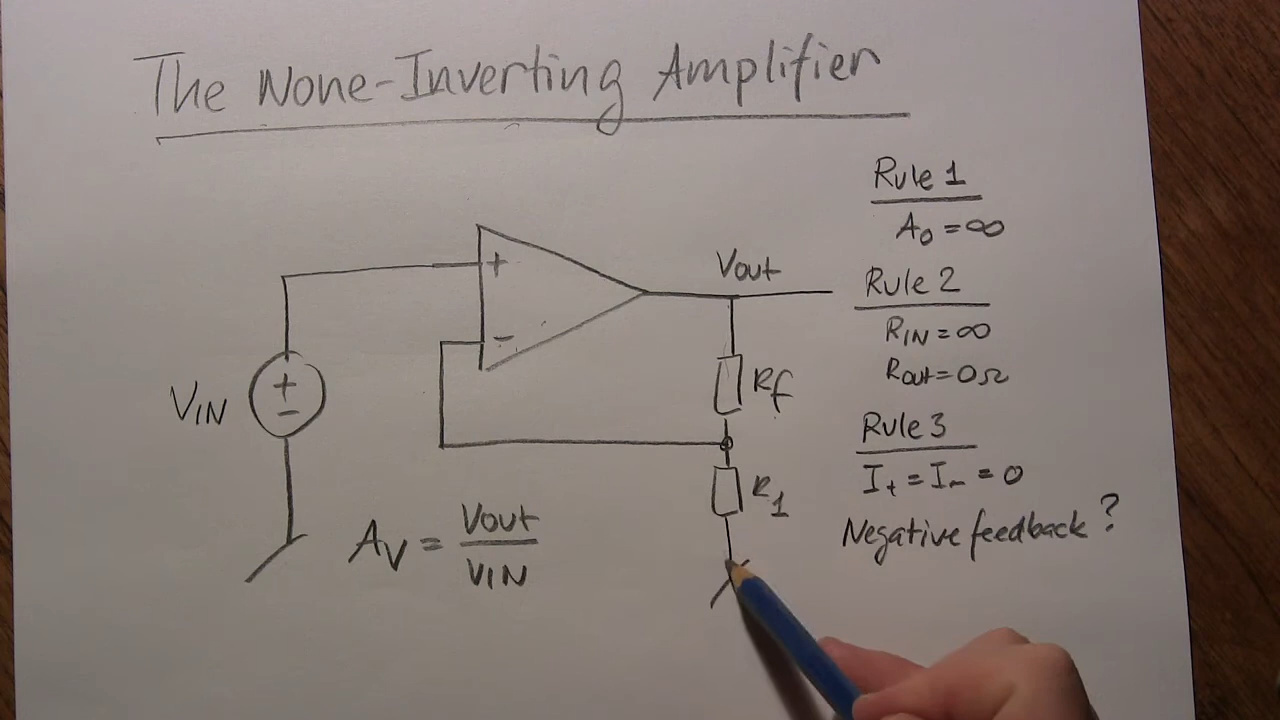 The None-Inverting Amplifier
Rule 1
A0 = ∞
Vout
Rule 2
+
RIN = ∞
-
Rout = 0Ω
Rf
VIN
+
-
Rule 3
R1
I+ = I- = 0
Av = Vout
VIN
Negative feedback?